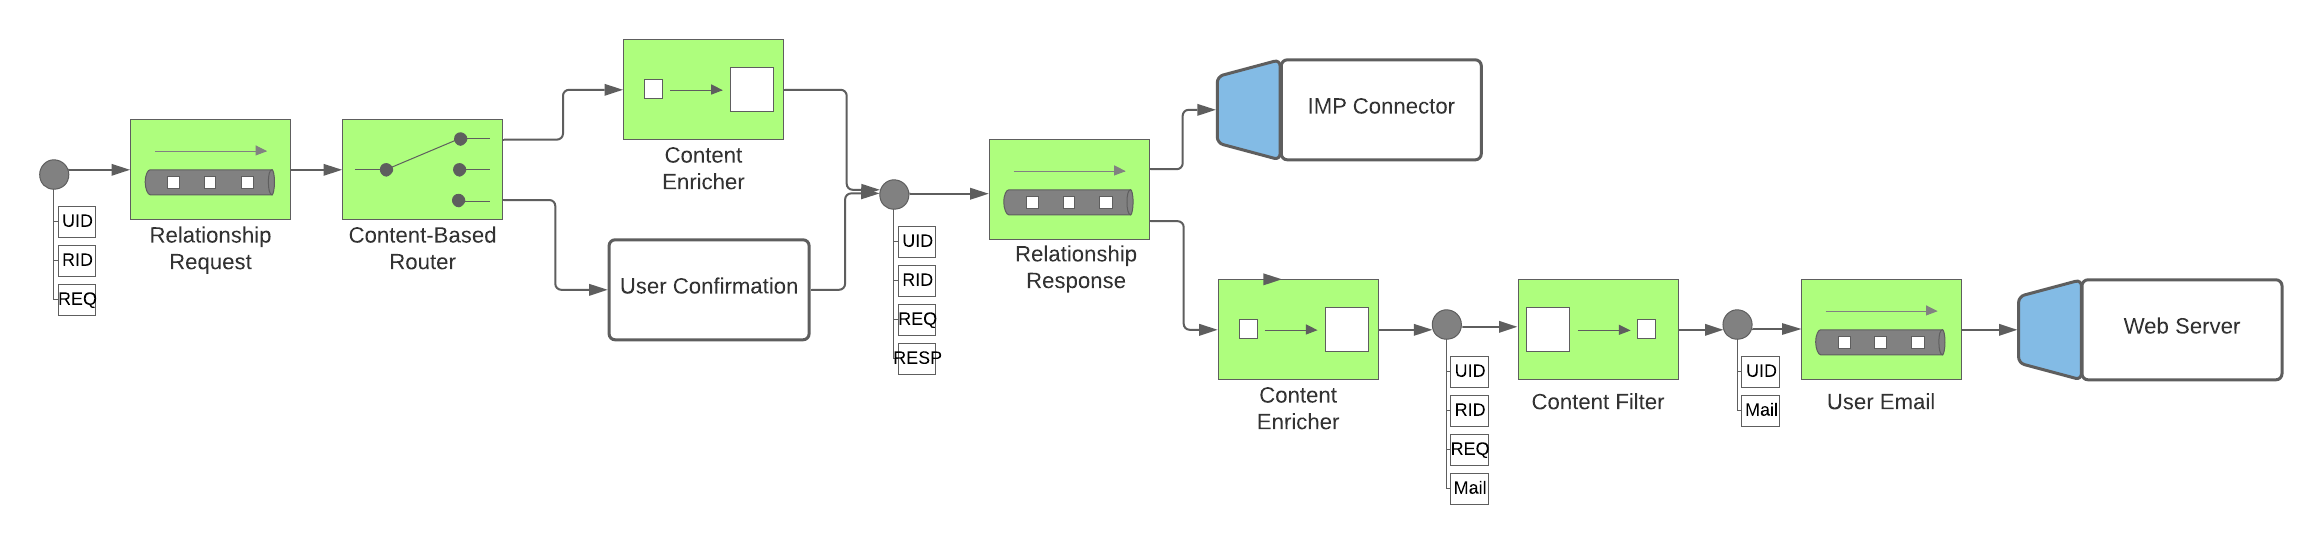 UID
RID
REQ
Relationship
Request
Content-Based
Router
Content
Enricher
User Confirmation
UID
RID
REQ
RESP
Relationship
Response
IMP Connector
Content
Enricher
UID
RID
REQ
Mail
Content Filter
UID
Mail
User Email
Web Server